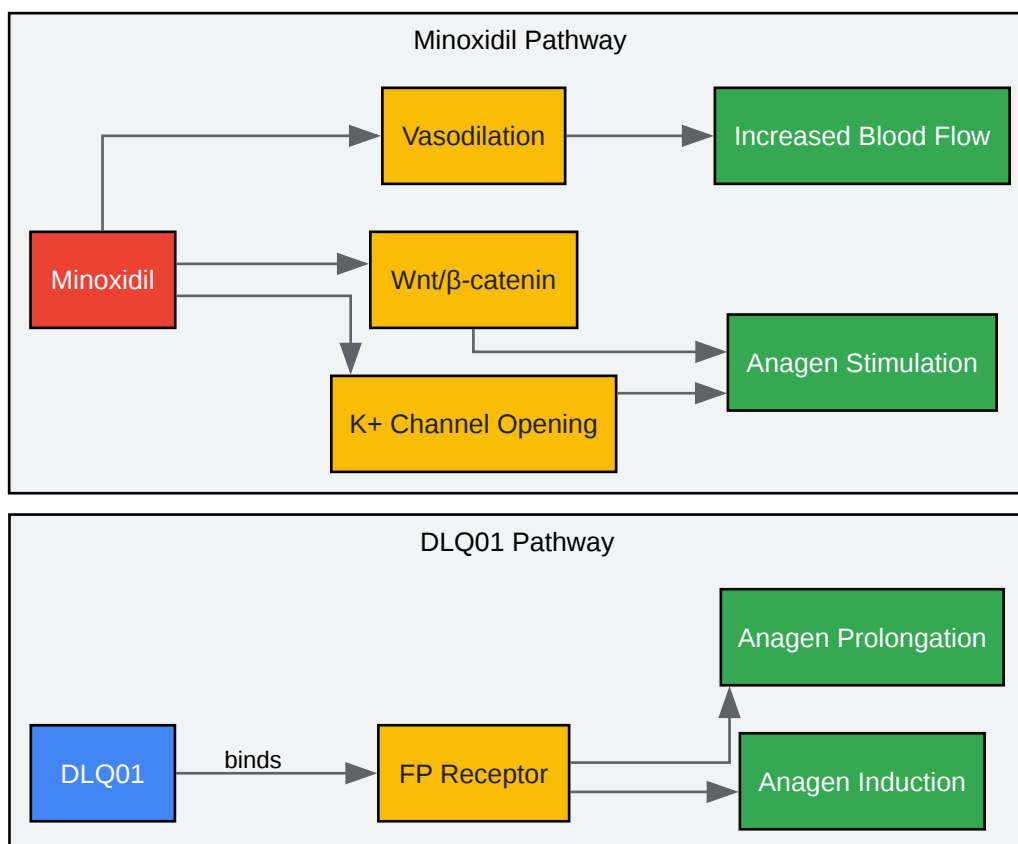 Minoxidil Pathway
Vasodilation
Increased Blood Flow
Minoxidil
Wnt/β-catenin
Anagen Stimulation
K+ Channel Opening
DLQ01 Pathway
Anagen Prolongation
DLQ01
binds
FP Receptor
Anagen Induction